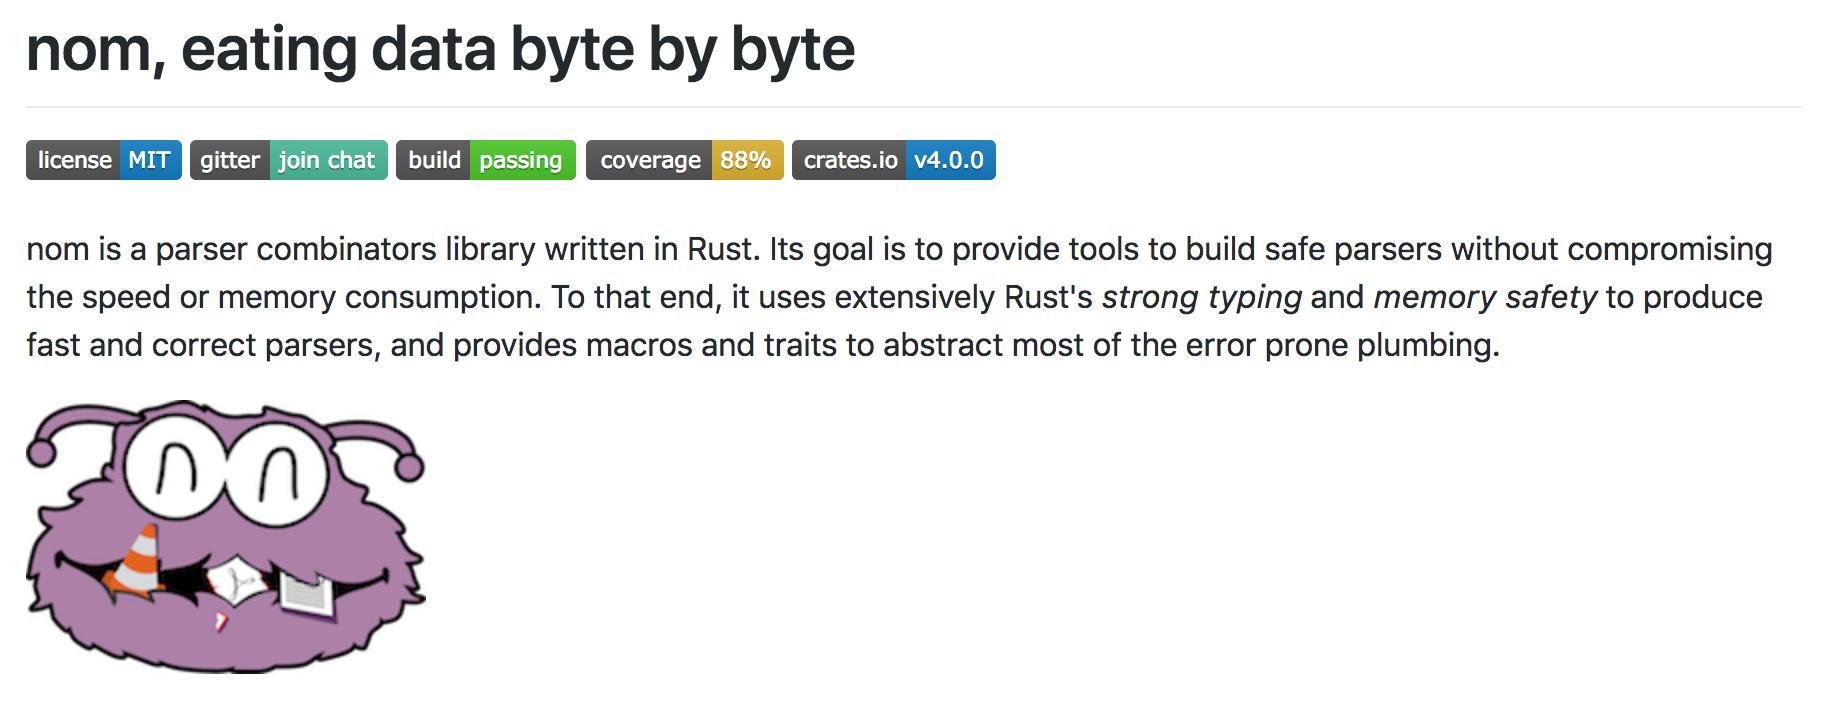 nom, eating data byte by byte
license MIT gitter join chat build passing coverage 88% crates.io v4.0.0
nom is a parser combinators library written in Rust. Its goal is to provide tools to build safe parsers without compromising
the speed or memory consumption. To that end, it uses extensively Rust's strong typing and memory safety to produce
fast and correct parsers, and provides macros and traits to abstract most of the error prone plumbing.